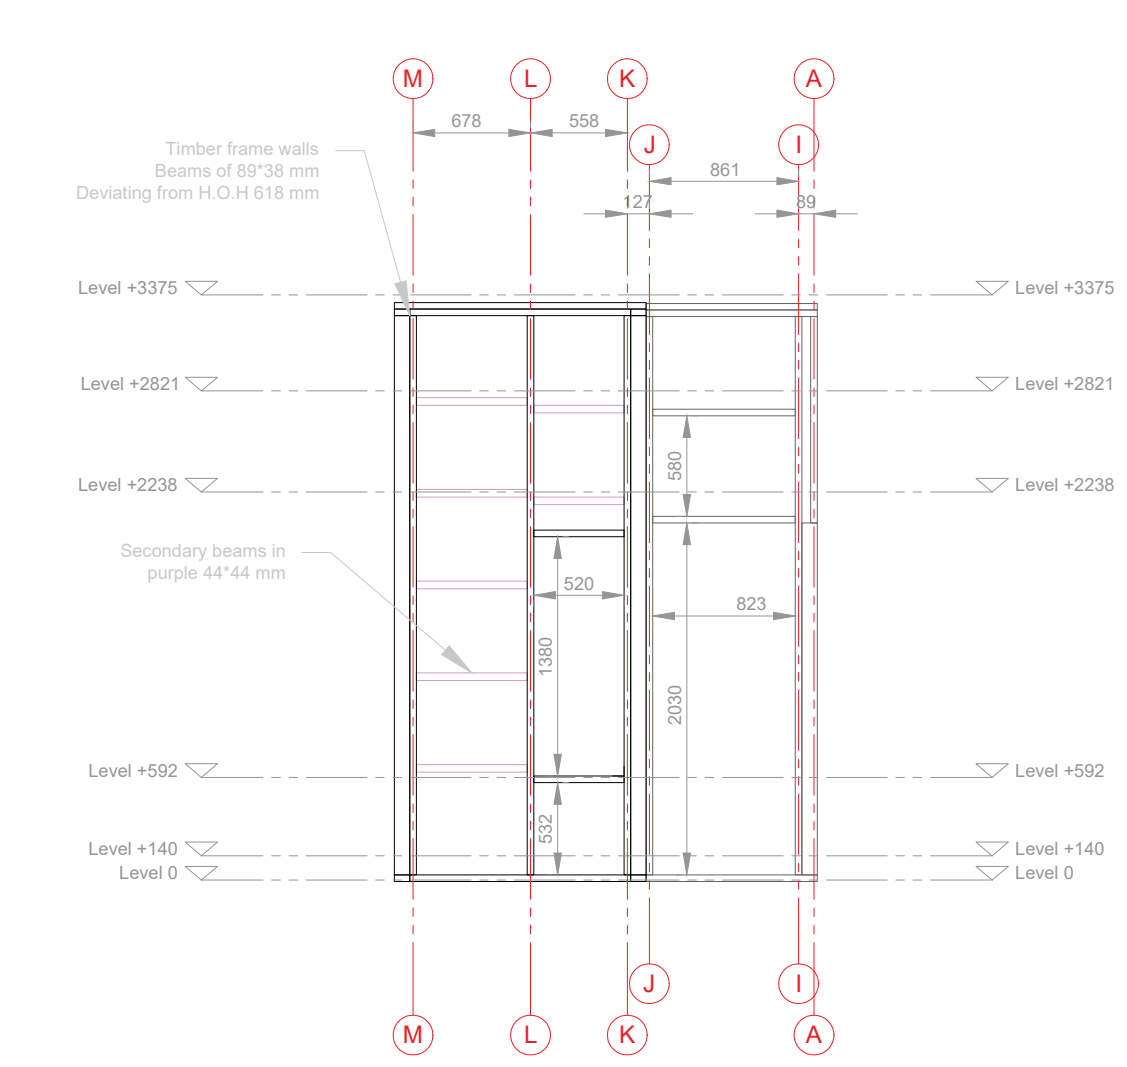 M
L
K
A
678
558
J
I
Timber frame walls
Beams of 89*38 mm
Deviating from H.O.H 618 mm
861
127
89
Level +3375
Level +3375
Level +2821
Level +2821
580
Level +2238
Level +2238
Secondary beams in
purple 44*44 mm
520
823
1380
2030
Level +592
Level +592
532
Level +140
Level +140
Level 0
Level 0
J
I
M
L
K
A